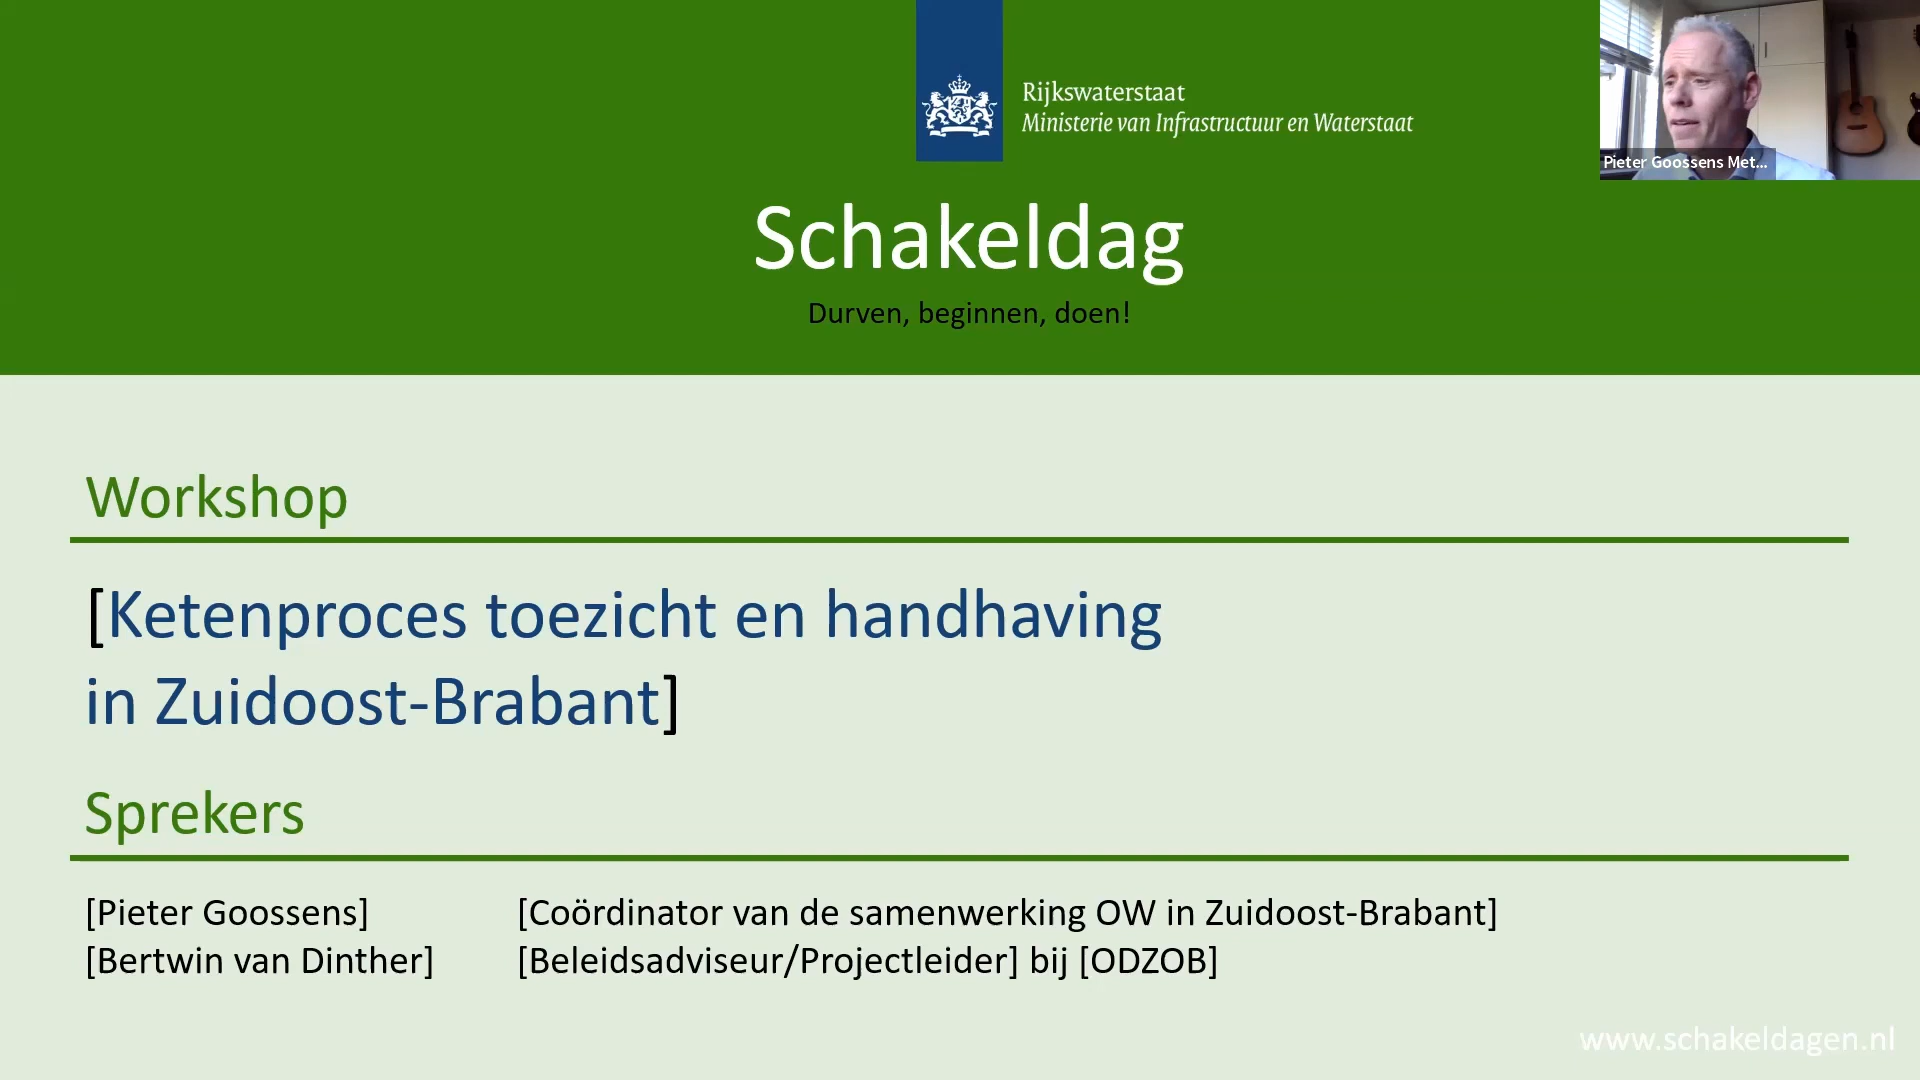 Rijkswaterstaat
Ministerie van Infrastructuur en Waterstaat
Pieter Goossens Met...
Schakeldag
Durven, beginnen, doen!
Workshop
[Ketenproces toezicht en handhaving
in Zuidoost-Brabant]
Sprekers
[Pieter Goossens] [Coördinator van de samenwerking OW in Zuidoost-Brabant]
[Bertwin van Dinther] [Beleidsadviseur/Projectleider] bij [ODZOB]
www.schakeldagen.nl